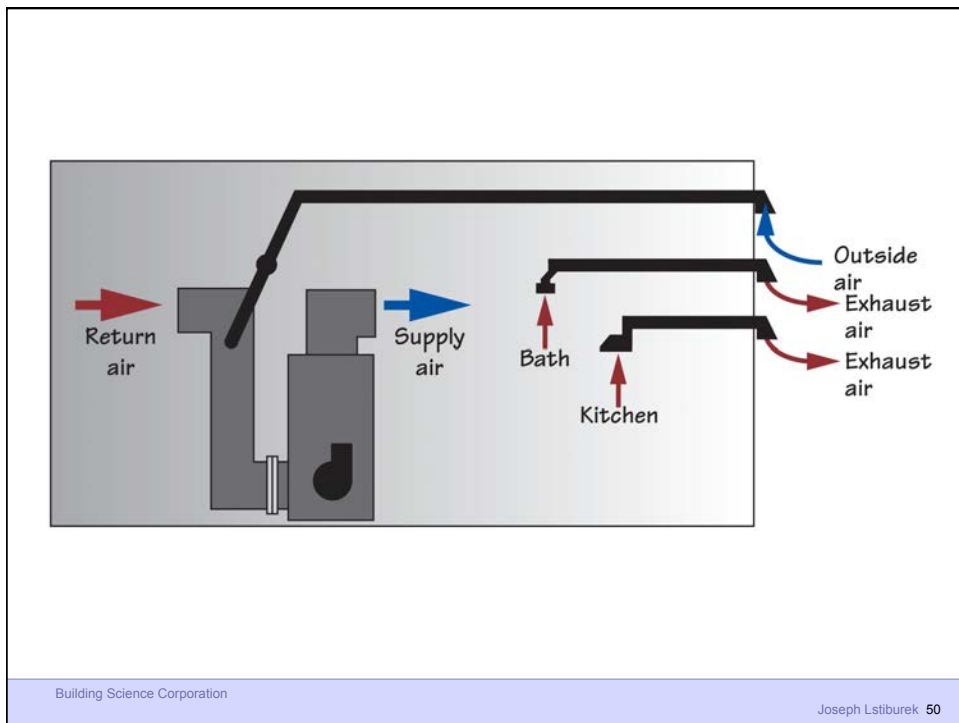 Outside
air
Exhaust
air
Return
air
Supply
air
Bath
Exhaust
air
Kitchen
Building Science Corporation
Joseph Lstiburek 50